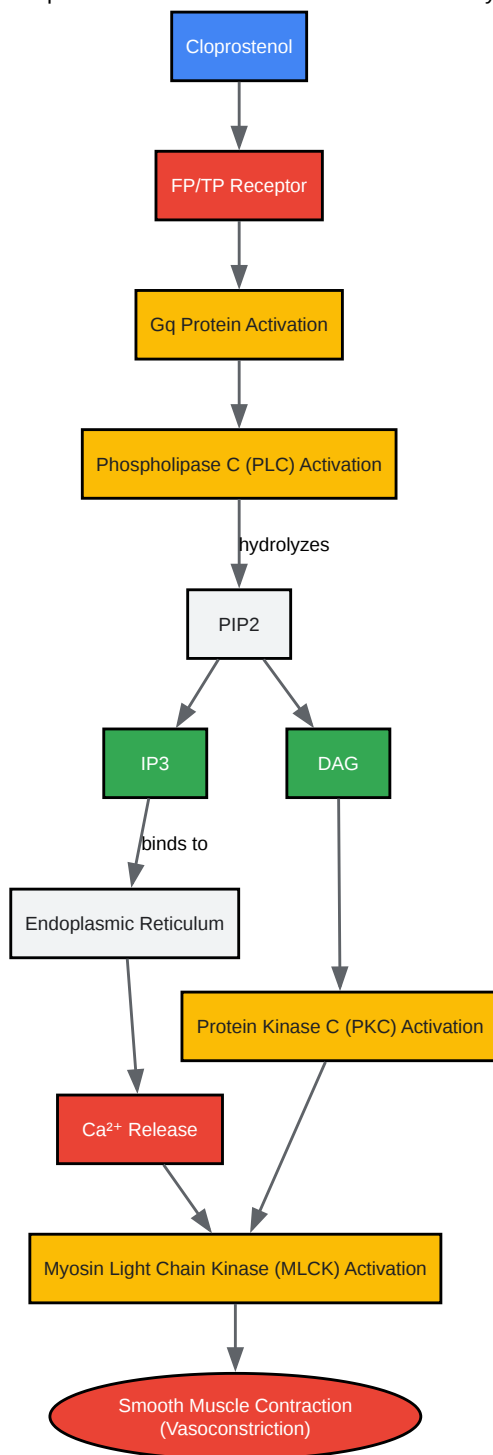 Cloprostenol
FP/TP Receptor
Gq Protein Activation
Phospholipase C (PLC) Activation
hydrolyzes
PIP2
IP3
DAG
binds to
Endoplasmic Reticulum
Protein Kinase C (PKC) Activation
Ca²⁺ Release
Myosin Light Chain Kinase (MLCK) Activation
Smooth Muscle Contraction
(Vasoconstriction)